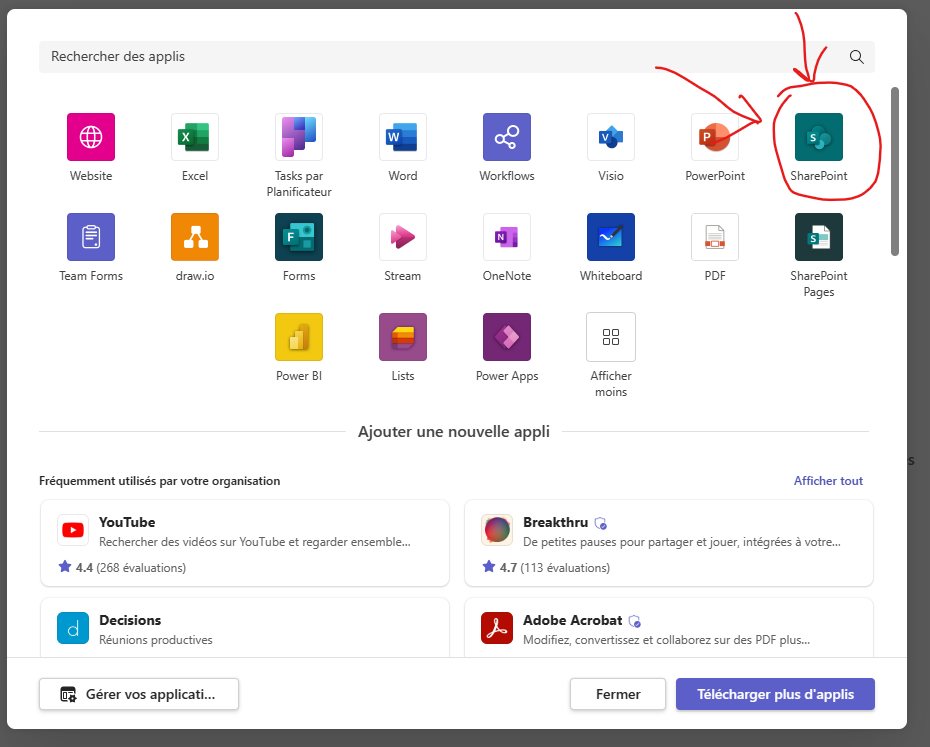 Rechercher des applis
Website
Excel
Tasks par
Planificateur
Word
Workflows
Visio
PowerPoint
SharePoint
Team Forms
draw.io
Forms
Stream
OneNote
Whiteboard
PDF
SharePoint
Pages
Power BI
Lists
Power Apps
Afficher
moins
Ajouter une nouvelle appli
Fréquemment utilisés par votre organisation
Afficher tout
YouTube
Rechercher des vidéos sur YouTube et regarder ensemble...
4.4 (268 évaluations)
Breakthru
De petites pauses pour partager et jouer, intégrées à votre...
4.7 (113 évaluations)
Decisions
Réunions productives
Adobe Acrobat
Modifiez, convertissez et collaborez sur des PDF plus...
Gérer vos applicati...
Fermer
Télécharger plus d'applis